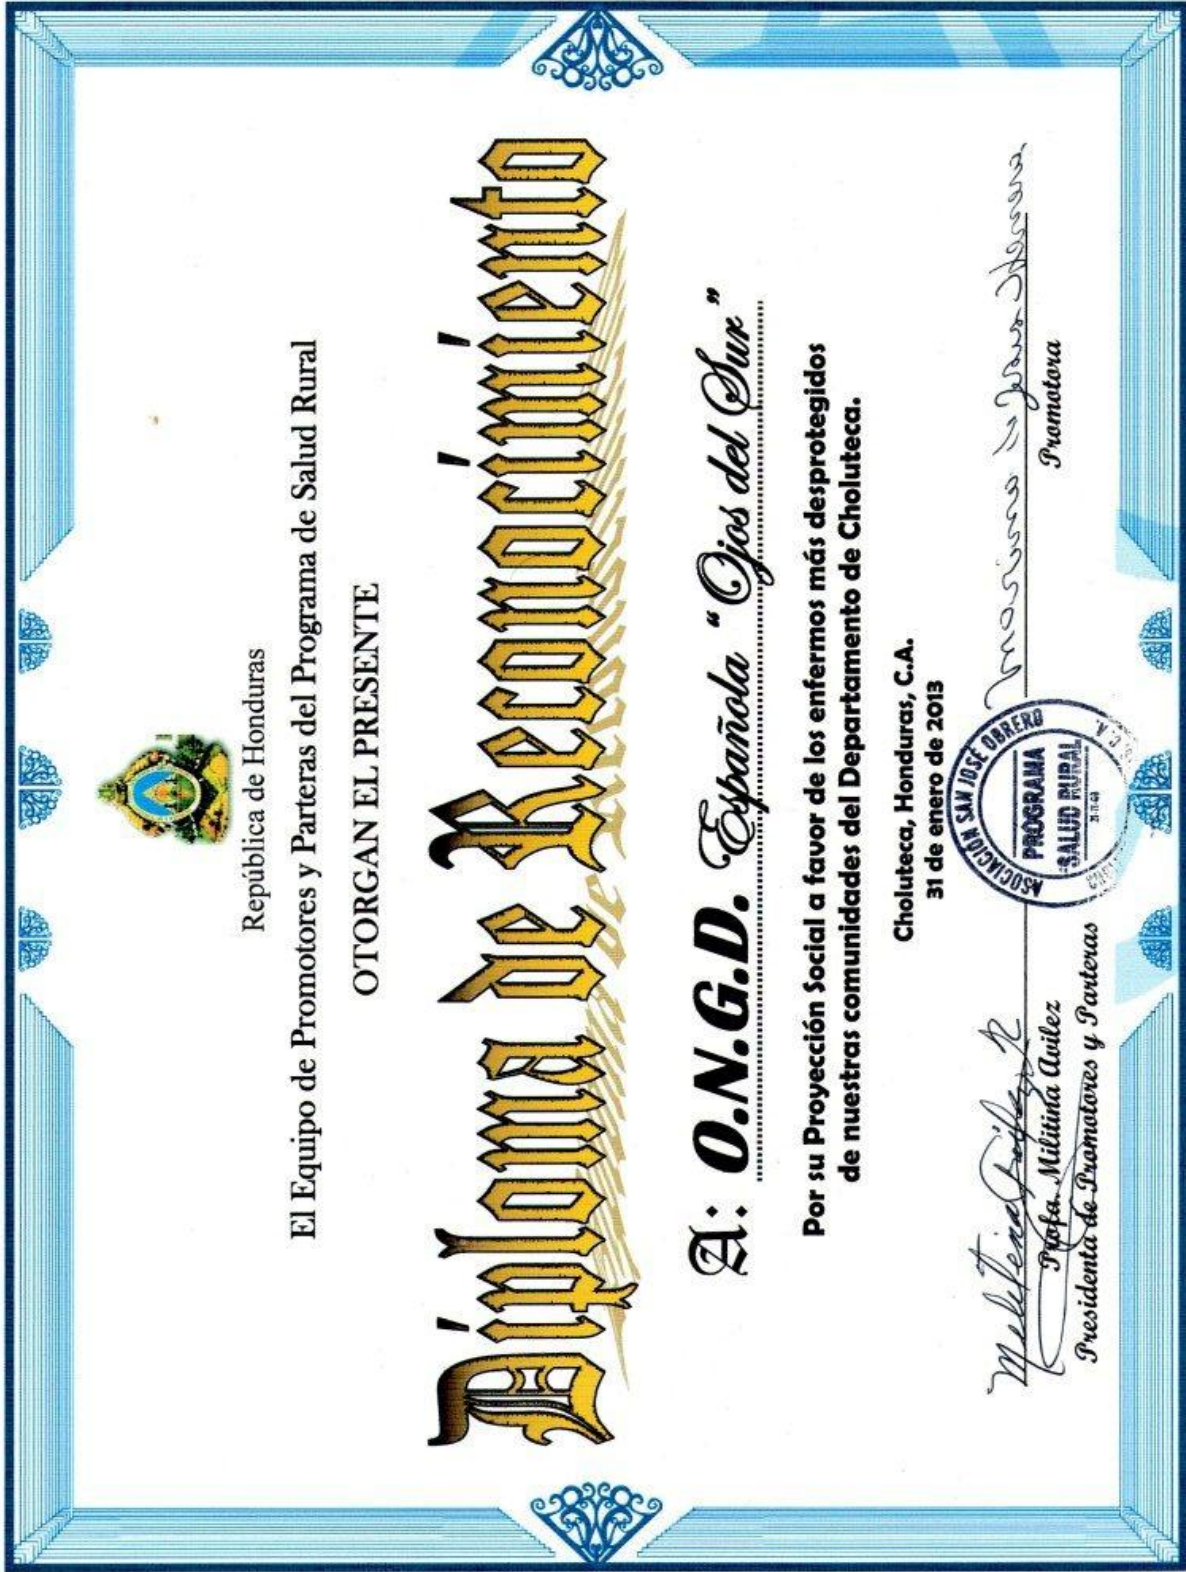 República de Honduras
El Equipo de Promotores y Parteras del Programa de Salud Rural
OTORGAN EL PRESENTE
Diploma de Reconocimiento
A: O.N.G.D. Española "Ojos del Sur"
Por su Proyección Social a favor de los enfermos más desprotegidos
de nuestras comunidades del Departamento de Choluteca.
Choluteca, Honduras, C.A.
31 de enero de 2013
ASOCIACION SAN JOSE OBRERO
PROGRAMA
SALUD RURAL
Profa. Militina Avilez
Presidenta de Promotores y Parteras
Promotora